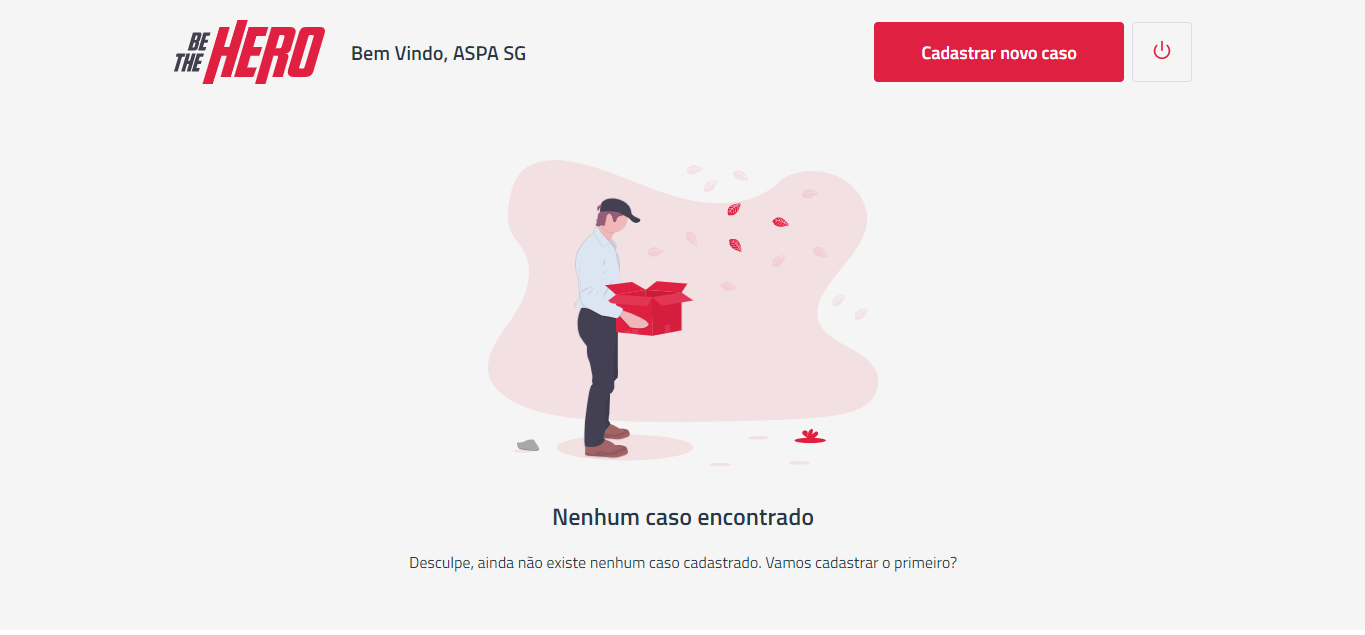 BE THE HERO
Bem Vindo, ASPA SG
Cadastrar novo caso
Nenhum caso encontrado
Desculpe, ainda não existe nenhum caso cadastrado. Vamos cadastrar o primeiro?